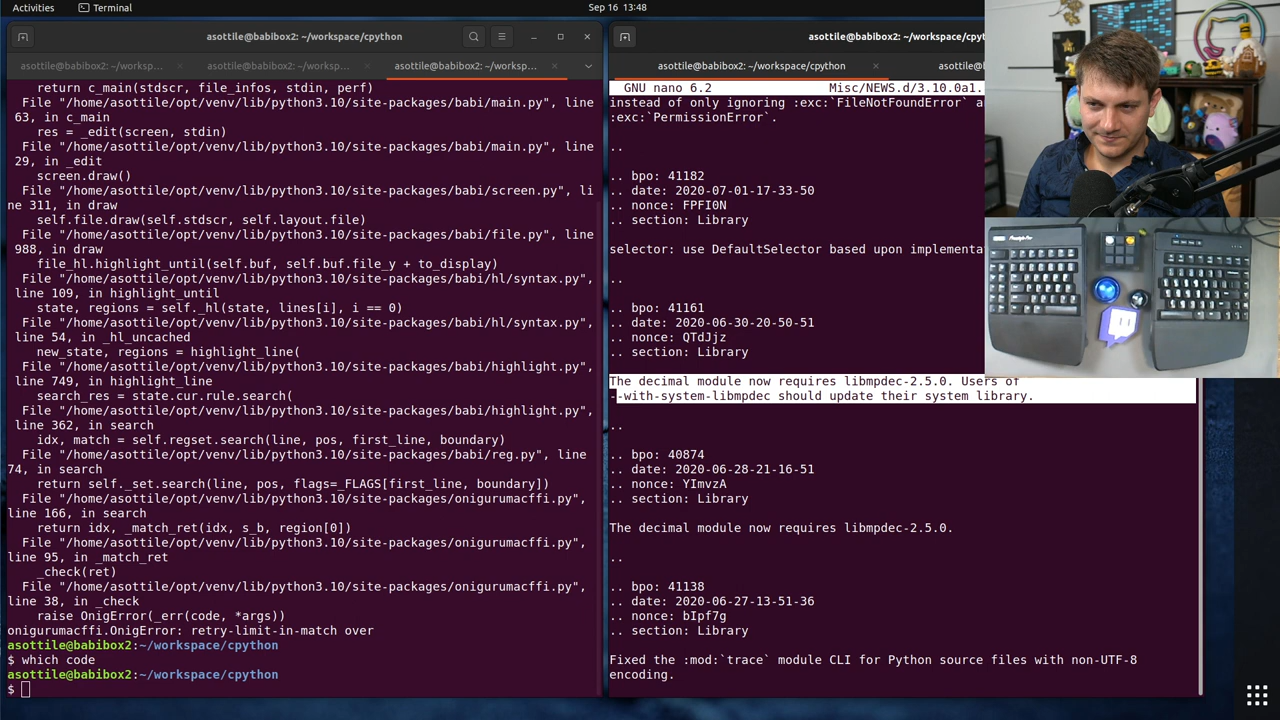 Activities
Terminal
Sep 16 13:48
asottile@babibox2: ~/workspace/cpython
asottile@babibox2: ~/worksp...
asottile@babibox2: ~/worksp...
asottile@babibox2: ~/worksp...
return c_main(stdscr, file_infos, stdin, perf)
File "/home/asottile/opt/venv/lib/python3.10/site-packages/babi/main.py", line
63, in c_main
res = _edit(screen, stdin)
File "/home/asottile/opt/venv/lib/python3.10/site-packages/babi/main.py", line
29, in _edit
screen.draw()
File "/home/asottile/opt/venv/lib/python3.10/site-packages/babi/screen.py", li
ne 311, in draw
self.file.draw(self.stdscr, self.layout.file)
File "/home/asottile/opt/venv/lib/python3.10/site-packages/babi/file.py", line
988, in draw
file_hl.highlight_until(self.buf, self.buf.file_y + to_display)
File "/home/asottile/opt/venv/lib/python3.10/site-packages/babi/hl/syntax.py",
line 109, in highlight_until
state, regions = self._hl(state, lines[i], i == 0)
File "/home/asottile/opt/venv/lib/python3.10/site-packages/babi/hl/syntax.py",
line 54, in _hl_uncached
new_state, regions = highlight_line(
File "/home/asottile/opt/venv/lib/python3.10/site-packages/babi/highlight.py",
line 749, in highlight_line
search_res = state.cur.rule.search(
File "/home/asottile/opt/venv/lib/python3.10/site-packages/babi/highlight.py",
line 362, in search
idx, match = self.regset.search(line, pos, first_line, boundary)
File "/home/asottile/opt/venv/lib/python3.10/site-packages/babi/reg.py", line
74, in search
return self._set.search(line, pos, flags=_FLAGS[first_line, boundary])
File "/home/asottile/opt/venv/lib/python3.10/site-packages/onigurumacffi.py",
line 166, in search
return idx, _match_ret(idx, s_b, region[0])
File "/home/asottile/opt/venv/lib/python3.10/site-packages/onigurumacffi.py",
line 95, in _match_ret
_check(ret)
File "/home/asottile/opt/venv/lib/python3.10/site-packages/onigurumacffi.py",
line 38, in _check
raise OnigError(_err(code, *args))
onigurumacffi.OnigError: retry-limit-in-match over
asottile@babibox2:~/workspace/cpython
$ which code
asottile@babibox2:~/workspace/cpython
$
asottile@babibox2: ~/workspace/cpyt
asottile@babibox2: ~/workspace/cpython
asottile@babi
GNU nano 6.2 Misc/NEWS.d/3.10.0a1.
instead of only ignoring :exc:`FileNotFoundError` a
:exc:`PermissionError`.
..
.. bpo: 41182
.. date: 2020-07-01-17-33-50
.. nonce: FPFI0N
.. section: Library
selector: use DefaultSelector based upon implementa
..
.. bpo: 41161
.. date: 2020-06-30-20-50-51
.. nonce: QTdJjz
.. section: Library
The decimal module now requires libmpdec-2.5.0. Users of
--with-system-libmpdec should update their system library.
..
.. bpo: 40874
.. date: 2020-06-28-21-16-51
.. nonce: YImvzA
.. section: Library
The decimal module now requires libmpdec-2.5.0.
..
.. bpo: 41138
.. date: 2020-06-27-13-51-36
.. nonce: bIpf7g
.. section: Library
Fixed the :mod:`trace` module CLI for Python source files with non-UTF-8
encoding.